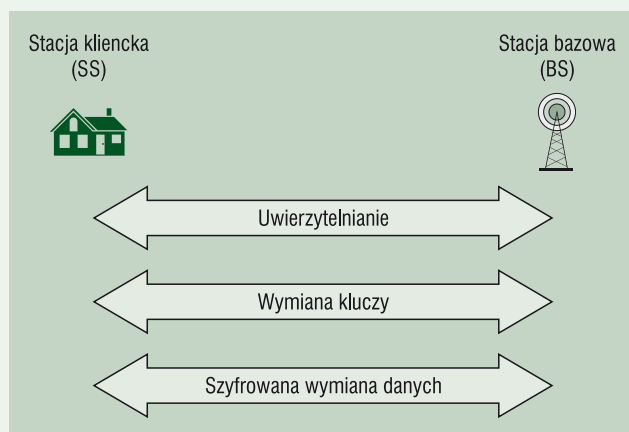 Stacja kliencka
(SS)
Stacja bazowa
(BS)
Uwierzytelnianie
Wymiana kluczy
Szyfrowana wymiana danych